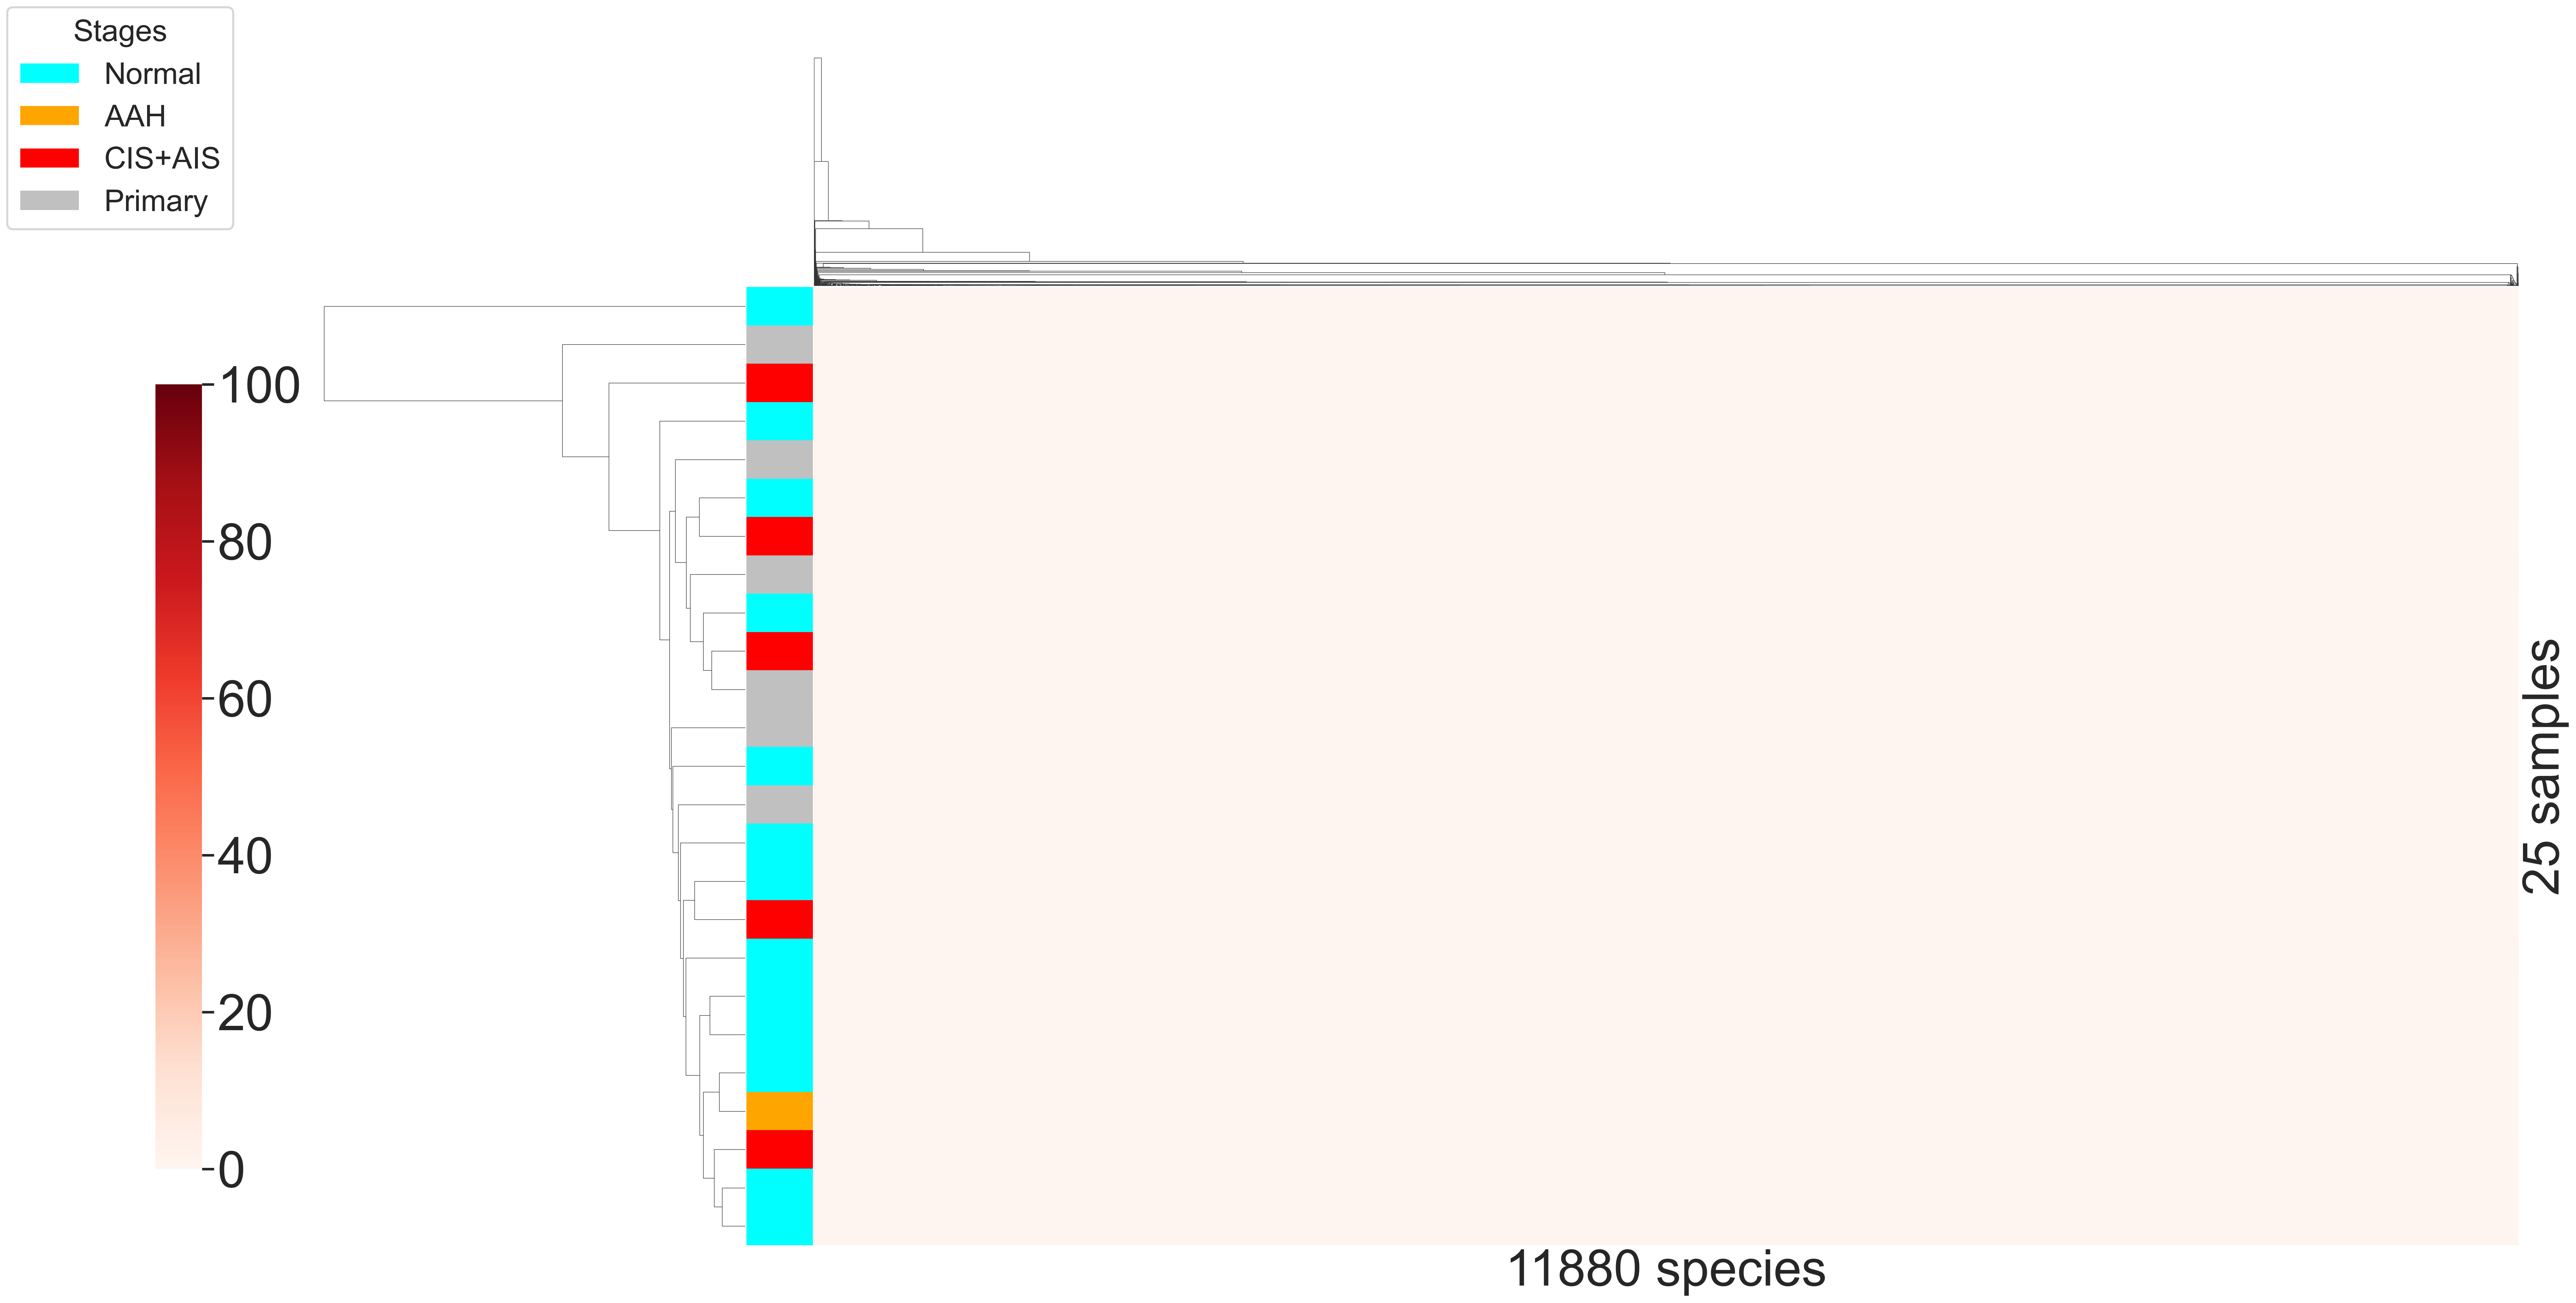 Stages
Normal
AAH
CIS+AIS
Primary
100
80
60
40
20
0
25 samples
11880 species